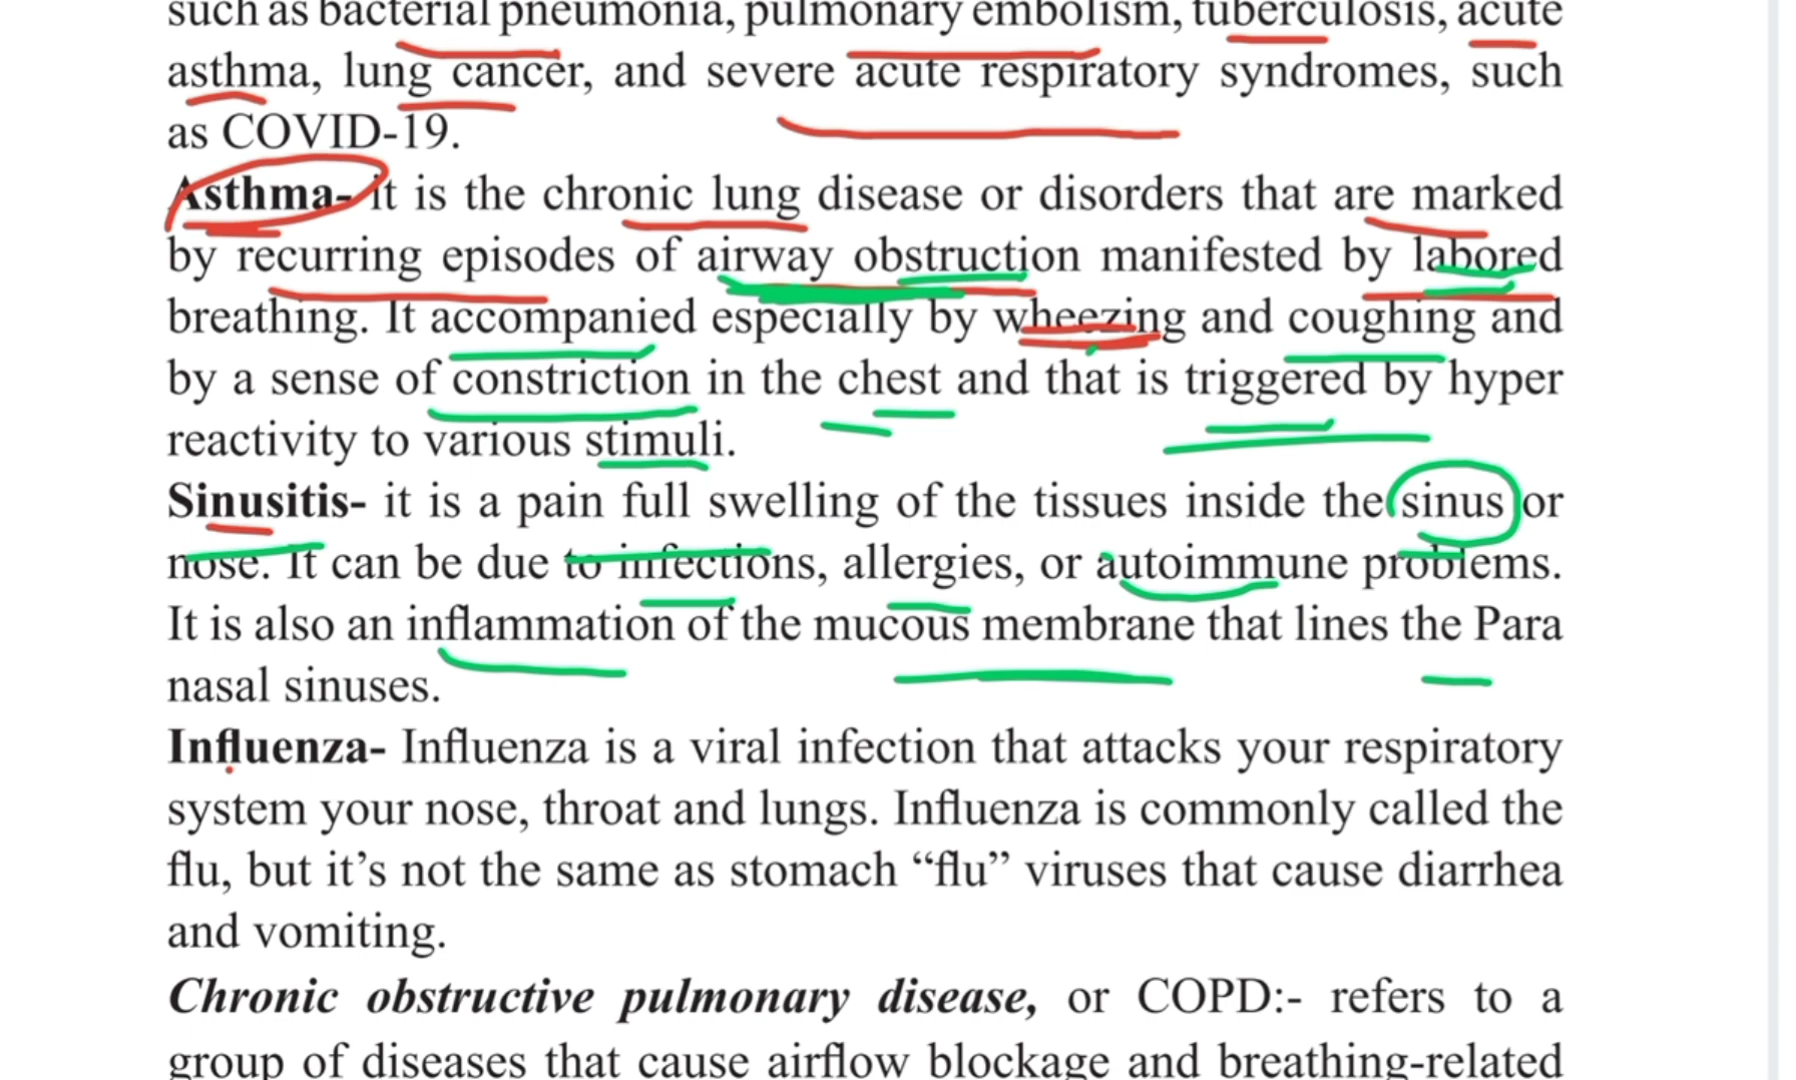 such as bacterial pneumonia, pulmonary embolism, tuberculosis, acute
asthma, lung cancer, and severe acute respiratory syndromes, such
as COVID-19.
Asthma- it is the chronic lung disease or disorders that are marked
by recurring episodes of airway obstruction manifested by labored
breathing. It accompanied especially by wheezing and coughing and
by a sense of constriction in the chest and that is triggered by hyper
reactivity to various stimuli.
Sinusitis- it is a pain full swelling of the tissues inside the sinus or
nose. It can be due to infections, allergies, or autoimmune problems.
It is also an inflammation of the mucous membrane that lines the Para
nasal sinuses.
Influenza- Influenza is a viral infection that attacks your respiratory
system your nose, throat and lungs. Influenza is commonly called the
flu, but it’s not the same as stomach “flu” viruses that cause diarrhea
and vomiting.
Chronic obstructive pulmonary disease, or COPD:- refers to a
group of diseases that cause airflow blockage and breathing-related